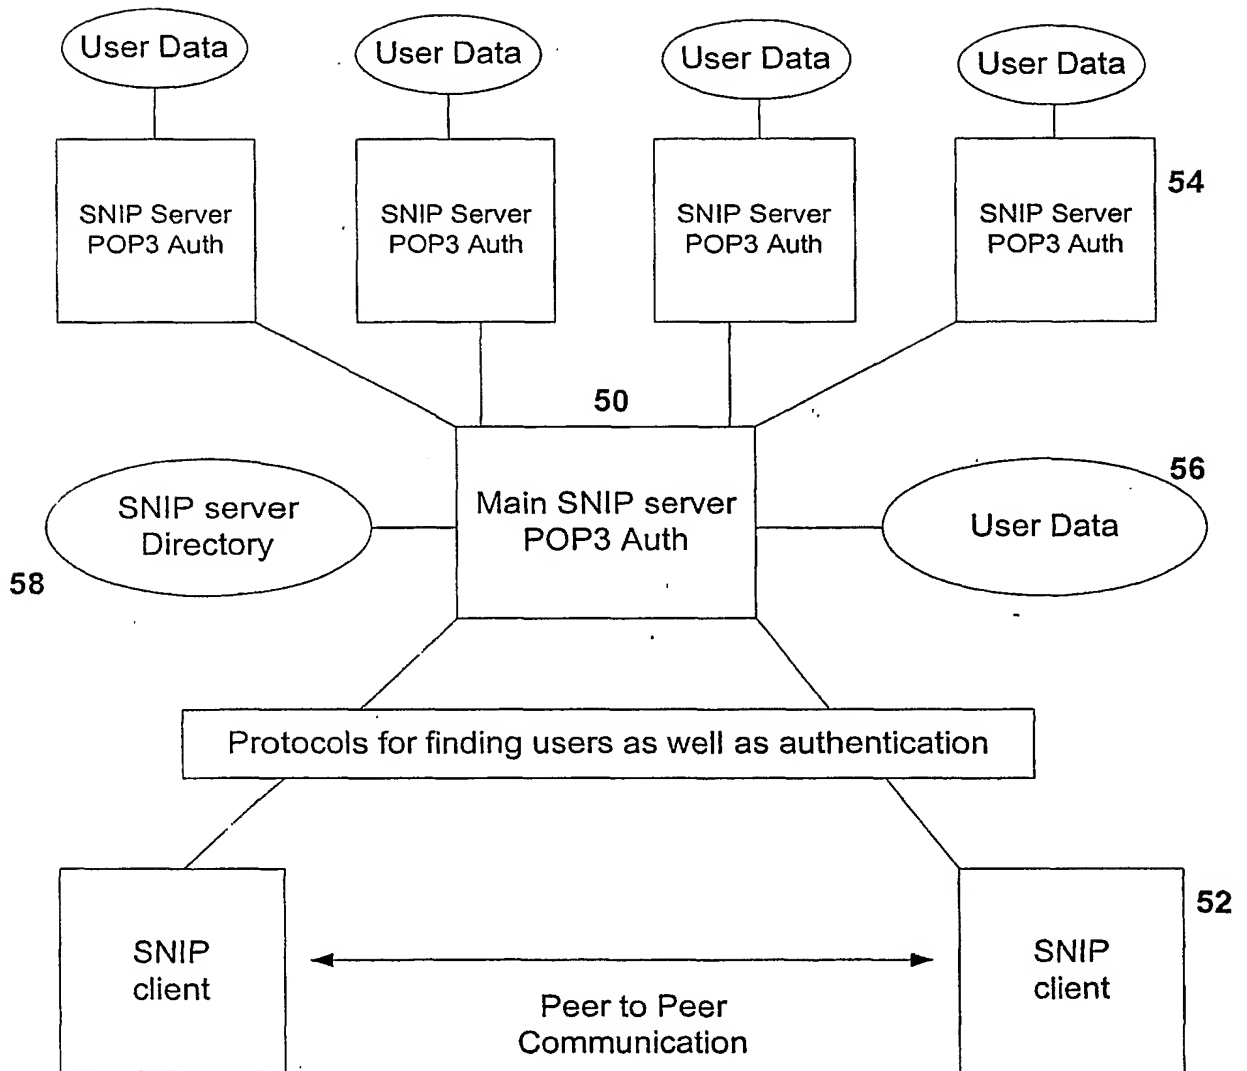 User Data
User Data
User Data
User Data
SNIP Server
POP3 Auth
SNIP Server
POP3 Auth
SNIP Server
POP3 Auth
SNIP Server
POP3 Auth
54
50
SNIP server
Directory
58
Main SNIP server
POP3 Auth
56
User Data
Protocols for finding users as well as authentication
SNIP
client
Peer to Peer
Communication
SNIP
client
52